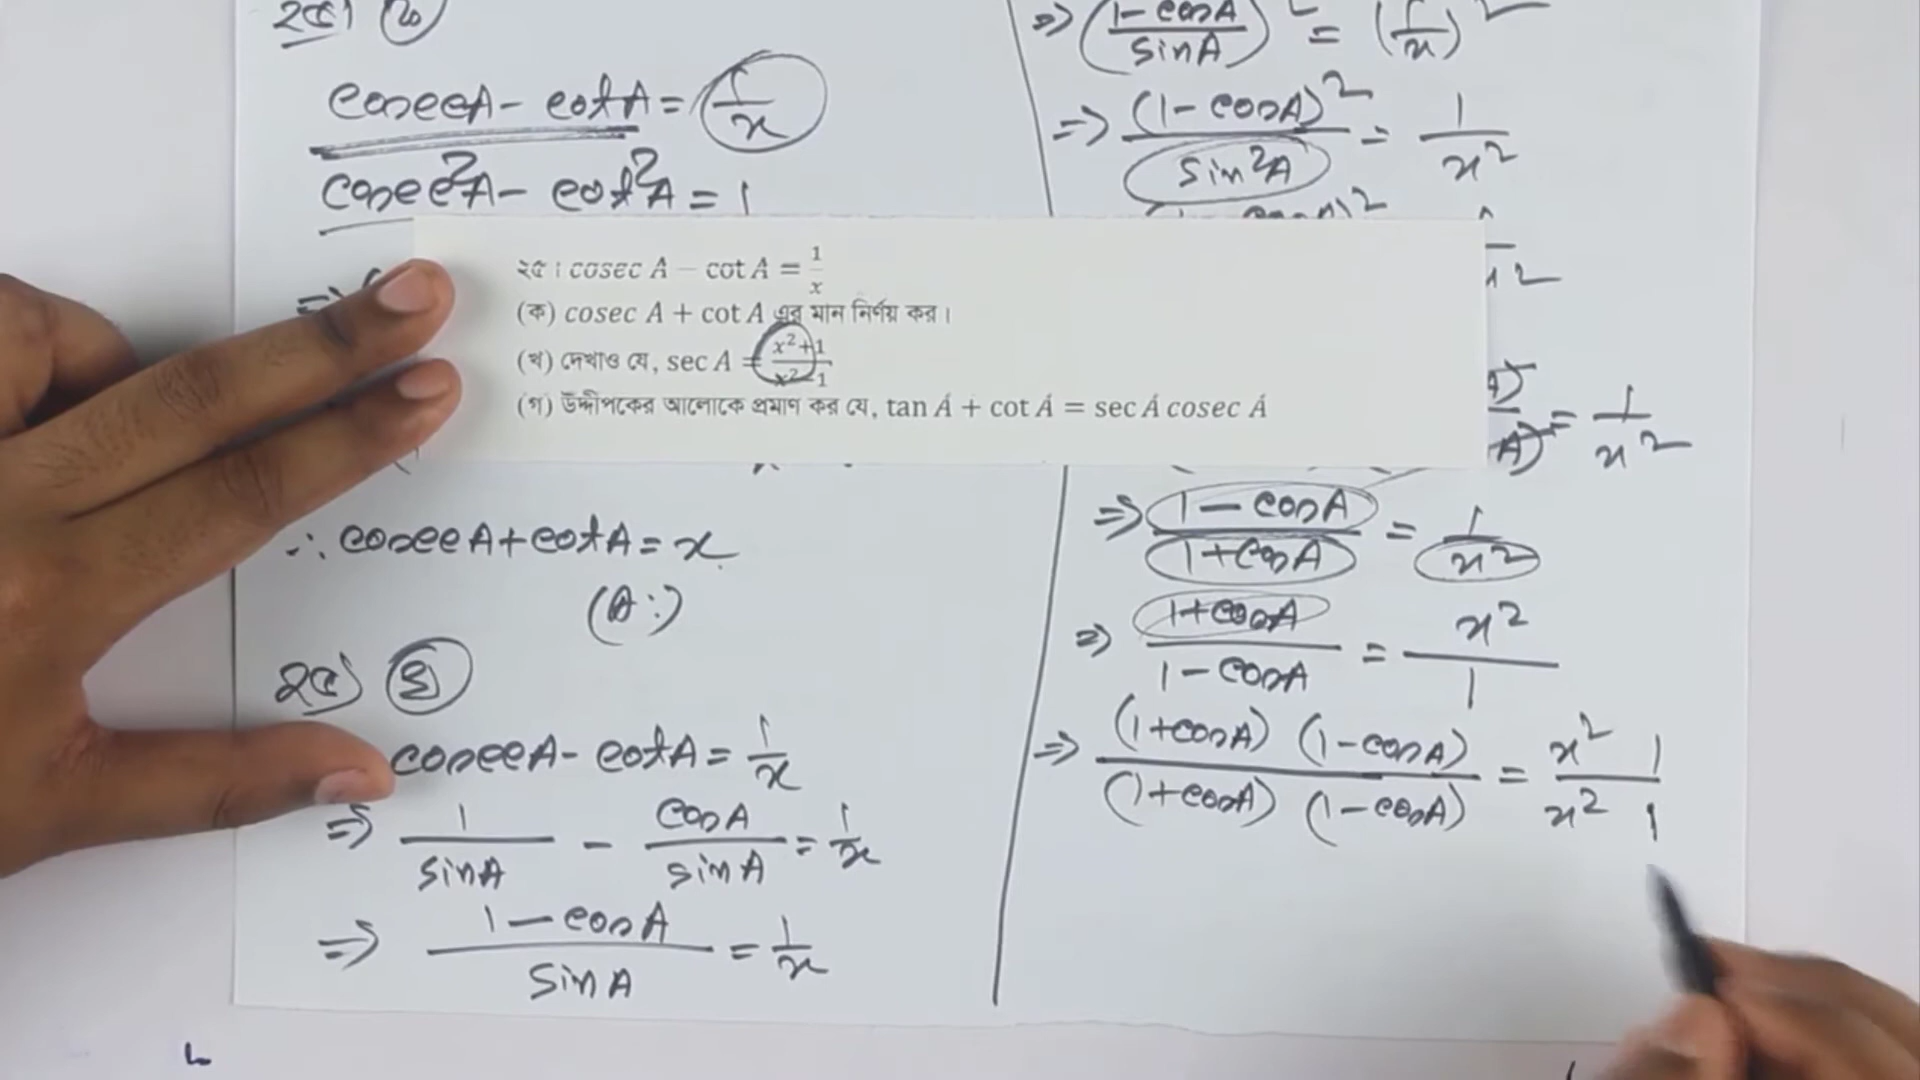 ২৫। ক
cosecA - cotA = 1/x
cosec²A - cot²A = 1
২৫। cosec A − cot A = 1/x
(ক) cosec A + cot A এর মান নির্ণয় কর।
(খ) দেখাও যে, sec A = (x²+1)/(x²−1)
(গ) উদ্দীপকের আলোকে প্রমাণ কর যে, tan Á + cot Á = sec Á cosec Á
∴ cosecA + cotA = x
(A:)
২৫) খ
cosecA - cotA = 1/x
⇒ 1/sinA - cosA/sinA = 1/x
⇒ (1 - cosA)/sinA = 1/x
⇒ ((1 - cosA)/sinA)² = (1/x)²
⇒ (1 - cosA)²/sin²A = 1/x²
= 1/x²
⇒ (1 - cosA)/(1 + cosA) = 1/x²
⇒ (1 + cosA)/(1 - cosA) = x²/1
⇒ (1+cosA) (1-cosA)/(1+cosA) (1-cosA) = x² 1/x² 1